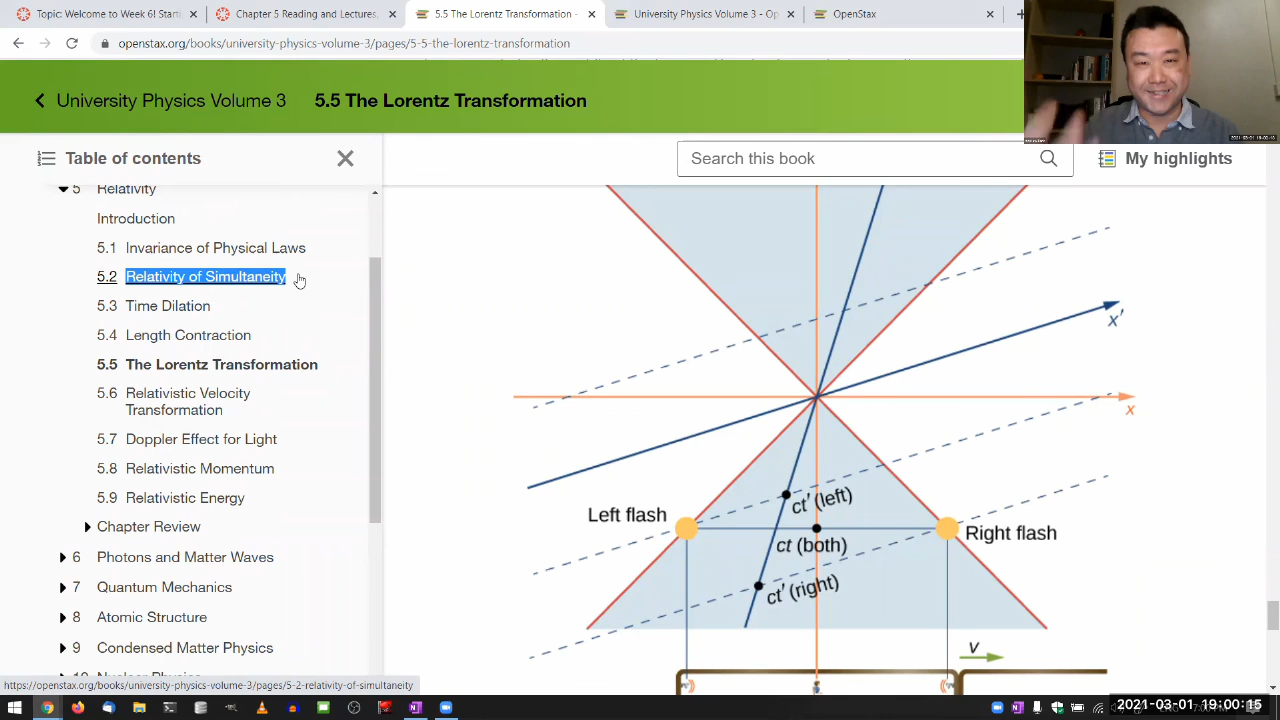 Topic: Welcome to Week 6! Starti
Chapter 5 Reading and Lectures,
5.5 The Lorentz Transformation -
University Physics Volume 3 - Op
OpenStax
openstax.org/books/university-physics-volume-3/pages/5-5-the-lorentz-transformation
University Physics Volume 3
5.5 The Lorentz Transformation
Table of contents
Search this book
My highlights
5 Relativity
Introduction
5.1 Invariance of Physical Laws
5.2 Relativity of Simultaneity
5.3 Time Dilation
5.4 Length Contraction
5.5 The Lorentz Transformation
5.6 Relativistic Velocity
Transformation
5.7 Doppler Effect for Light
5.8 Relativistic Momentum
5.9 Relativistic Energy
Chapter Review
6 Photons and Matter Waves
7 Quantum Mechanics
8 Atomic Structure
9 Condensed Matter Physics
x′
x
ct′ (left)
Left flash
ct (both)
Right flash
ct′ (right)
v
https://openstax.org/books/university-physics-volume-3/pages/5-2-relativity-of-simultaneity
2021-03-01 19:00:15